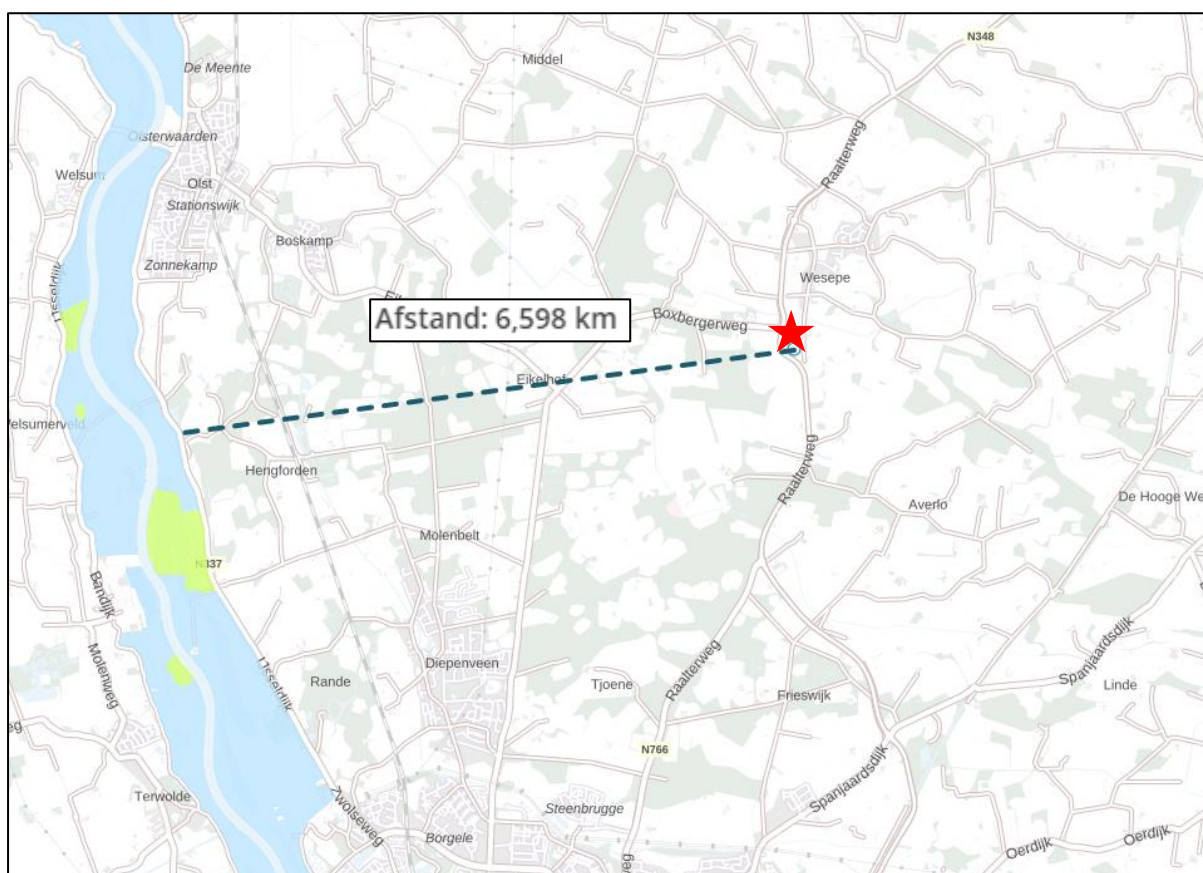 N348
Middel
De Meente
Olsterwaarden
Raalterweg
Welsum
Olst
Stationswijk
Boskamp
Zonnekamp
Wesepe
IJsseldijk
Boxbergerweg
Afstand: 6,598 km
Eikelhof
Raalterweg
Hengforden
Averlo
De Hooge We
Molenbelt
N337
Bandijk
Molenweg
IJsseldijk
Diepenveen
Rande
Tjoene
Raalterweg
Frieswijk
Spanjaardsdijk
Linde
N766
Spanjaardsdijk
Terwolde
Zwolseweg
Steenbrugge
Borgele
Oerdijk
Oerdijk